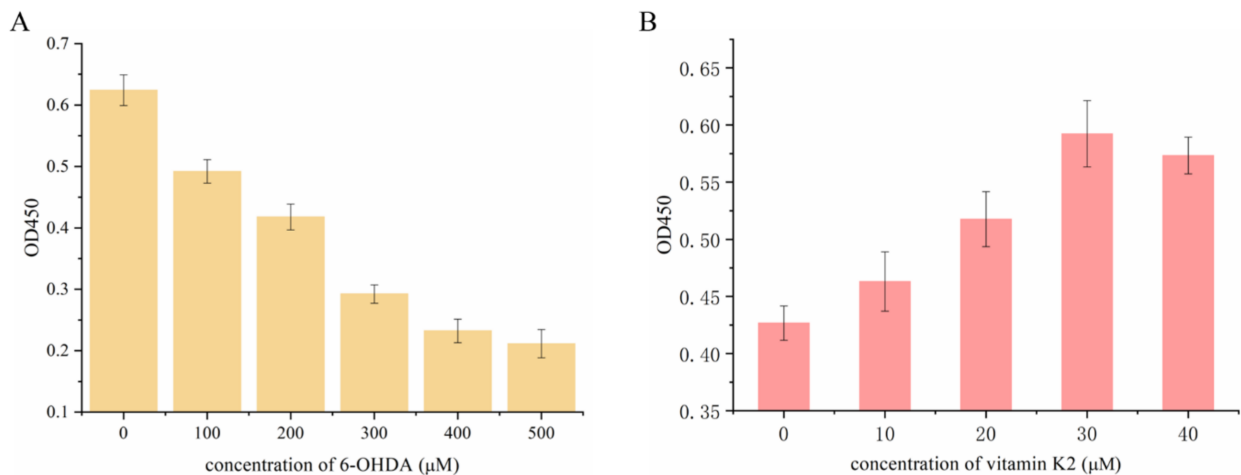 A
0.7
0.6
0.5
0.4
0.3
0.2
0.1
OD450
0 100 200 300 400 500
concentration of 6-OHDA (μM)
B
0.65
0.60
0.55
0.50
0.45
0.40
0.35
OD450
0 10 20 30 40
concentration of vitamin K2 (μM)